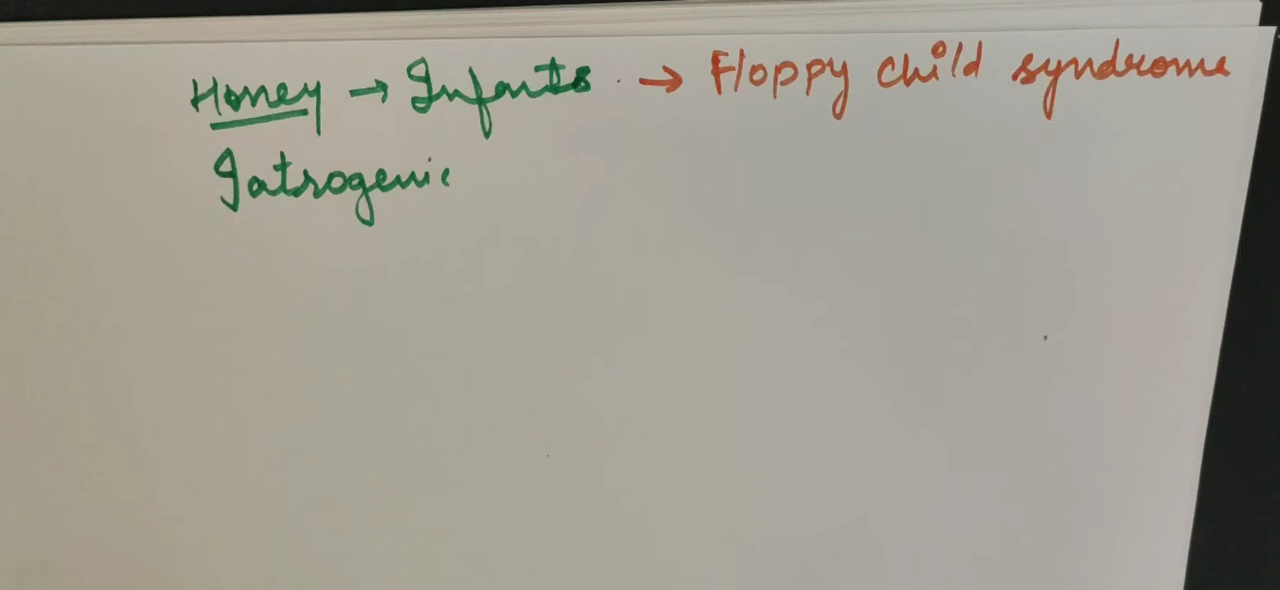 Honey → Infants → Floppy child syndrome
Iatrogenic